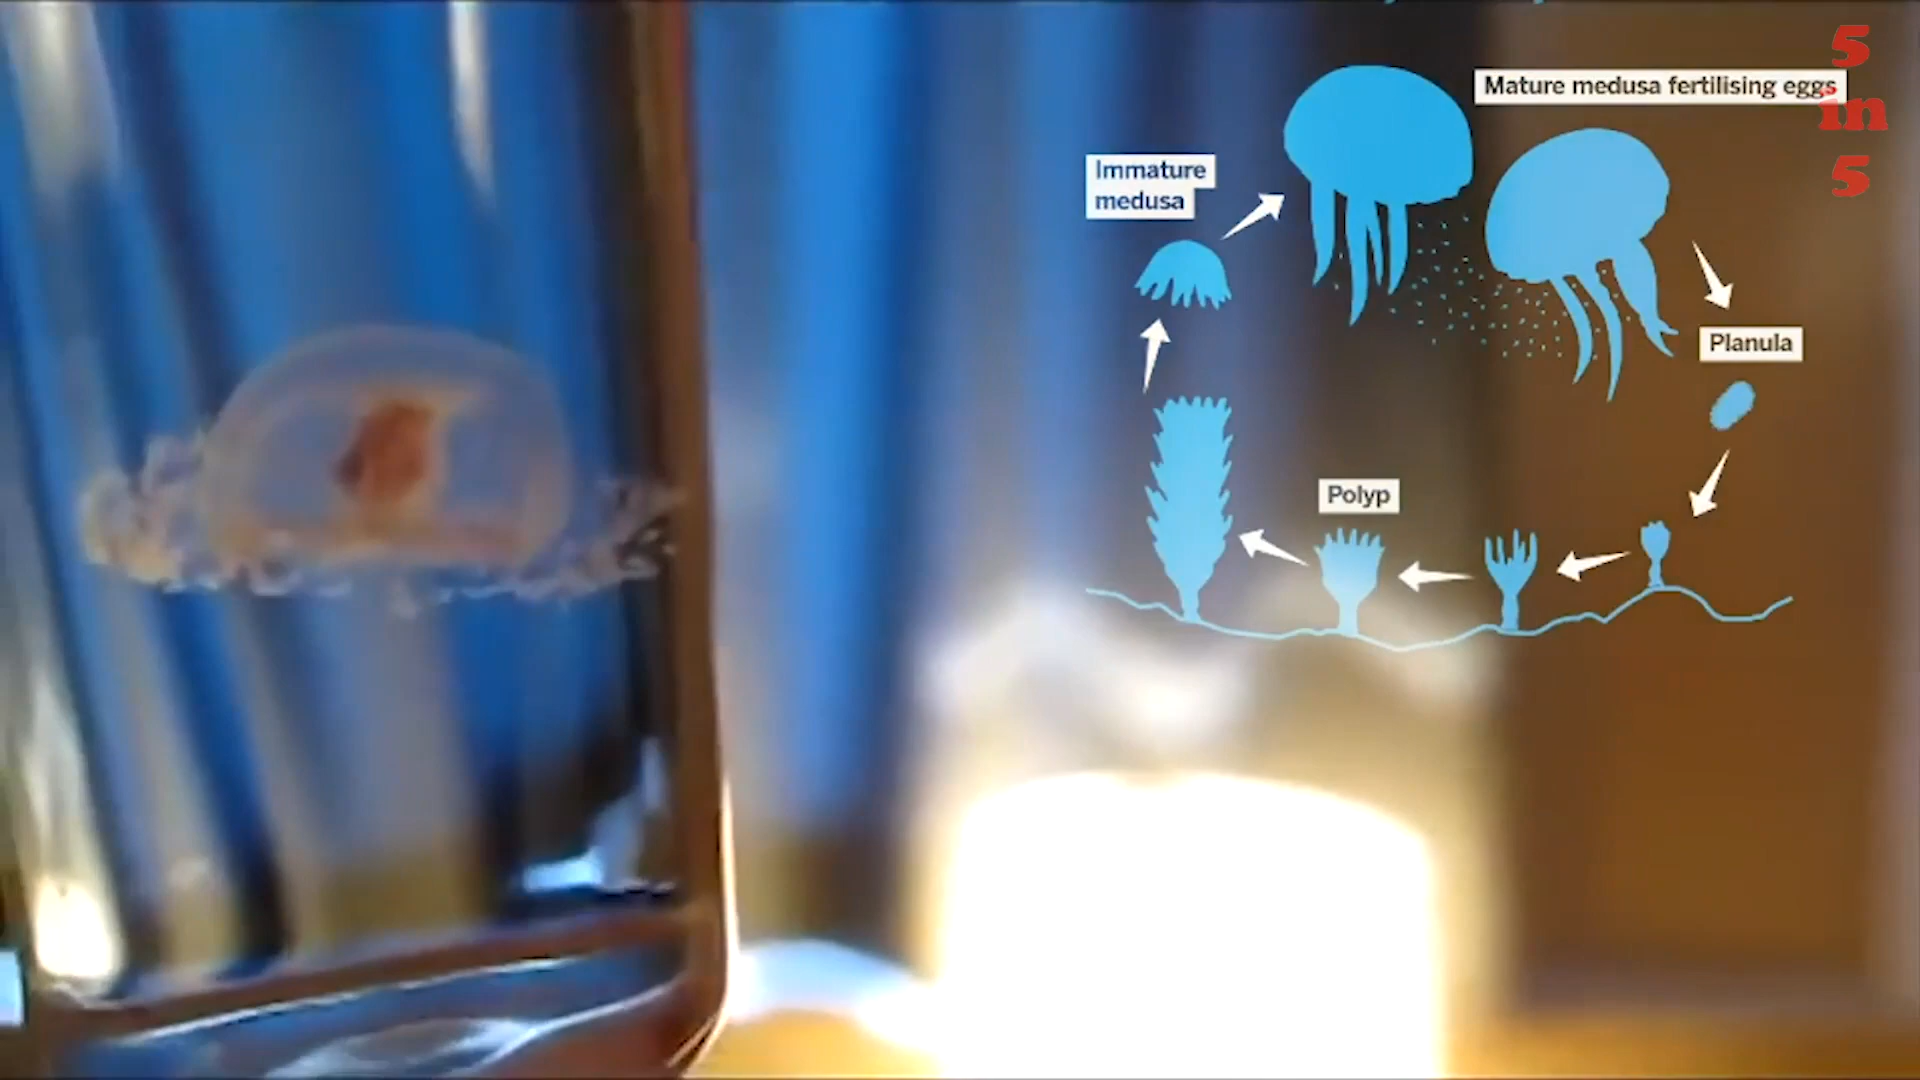 Mature medusa fertilising eggs
Immature
medusa
Planula
Polyp
5
in
5